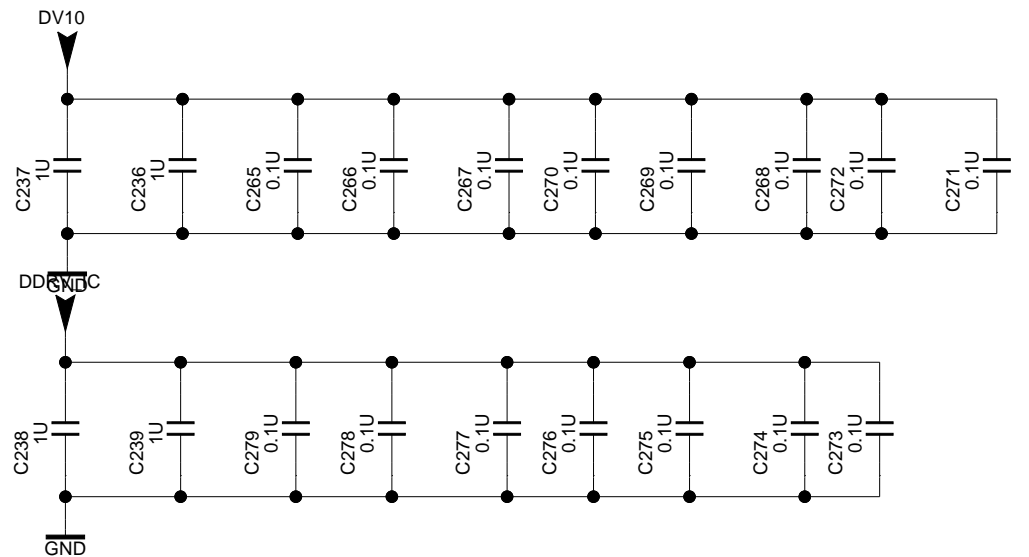 DV10
C237 1U
C236 1U
C265 0.1U
C266 0.1U
C267 0.1U
C270 0.1U
C269 0.1U
C268 0.1U
C272 0.1U
C271 0.1U
GND
DDRV_IC
C238 1U
C239 1U
C279 0.1U
C278 0.1U
C277 0.1U
C276 0.1U
C275 0.1U
C274 0.1U
C273 0.1U
GND